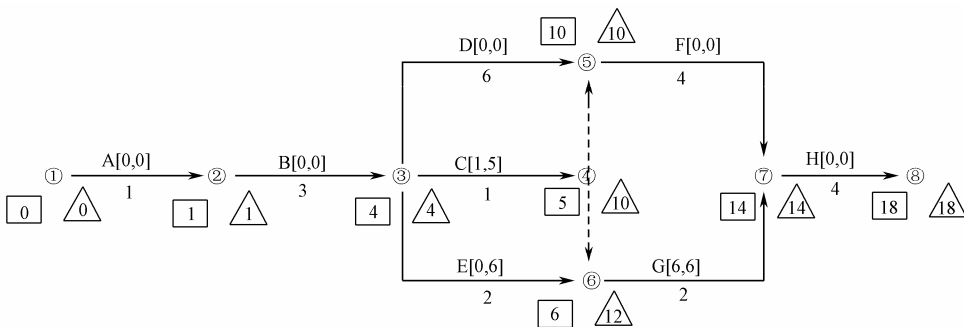 10 10
D[0,0] ⑤ F[0,0]
6 4
① A[0,0] ② B[0,0] ③ C[1,5] ④ ⑦ H[0,0] ⑧
1 3 1 4
0 0 1 1 4 4 5 10 14 14 18 18
E[0,6] ⑥ G[6,6]
2 2
6 12